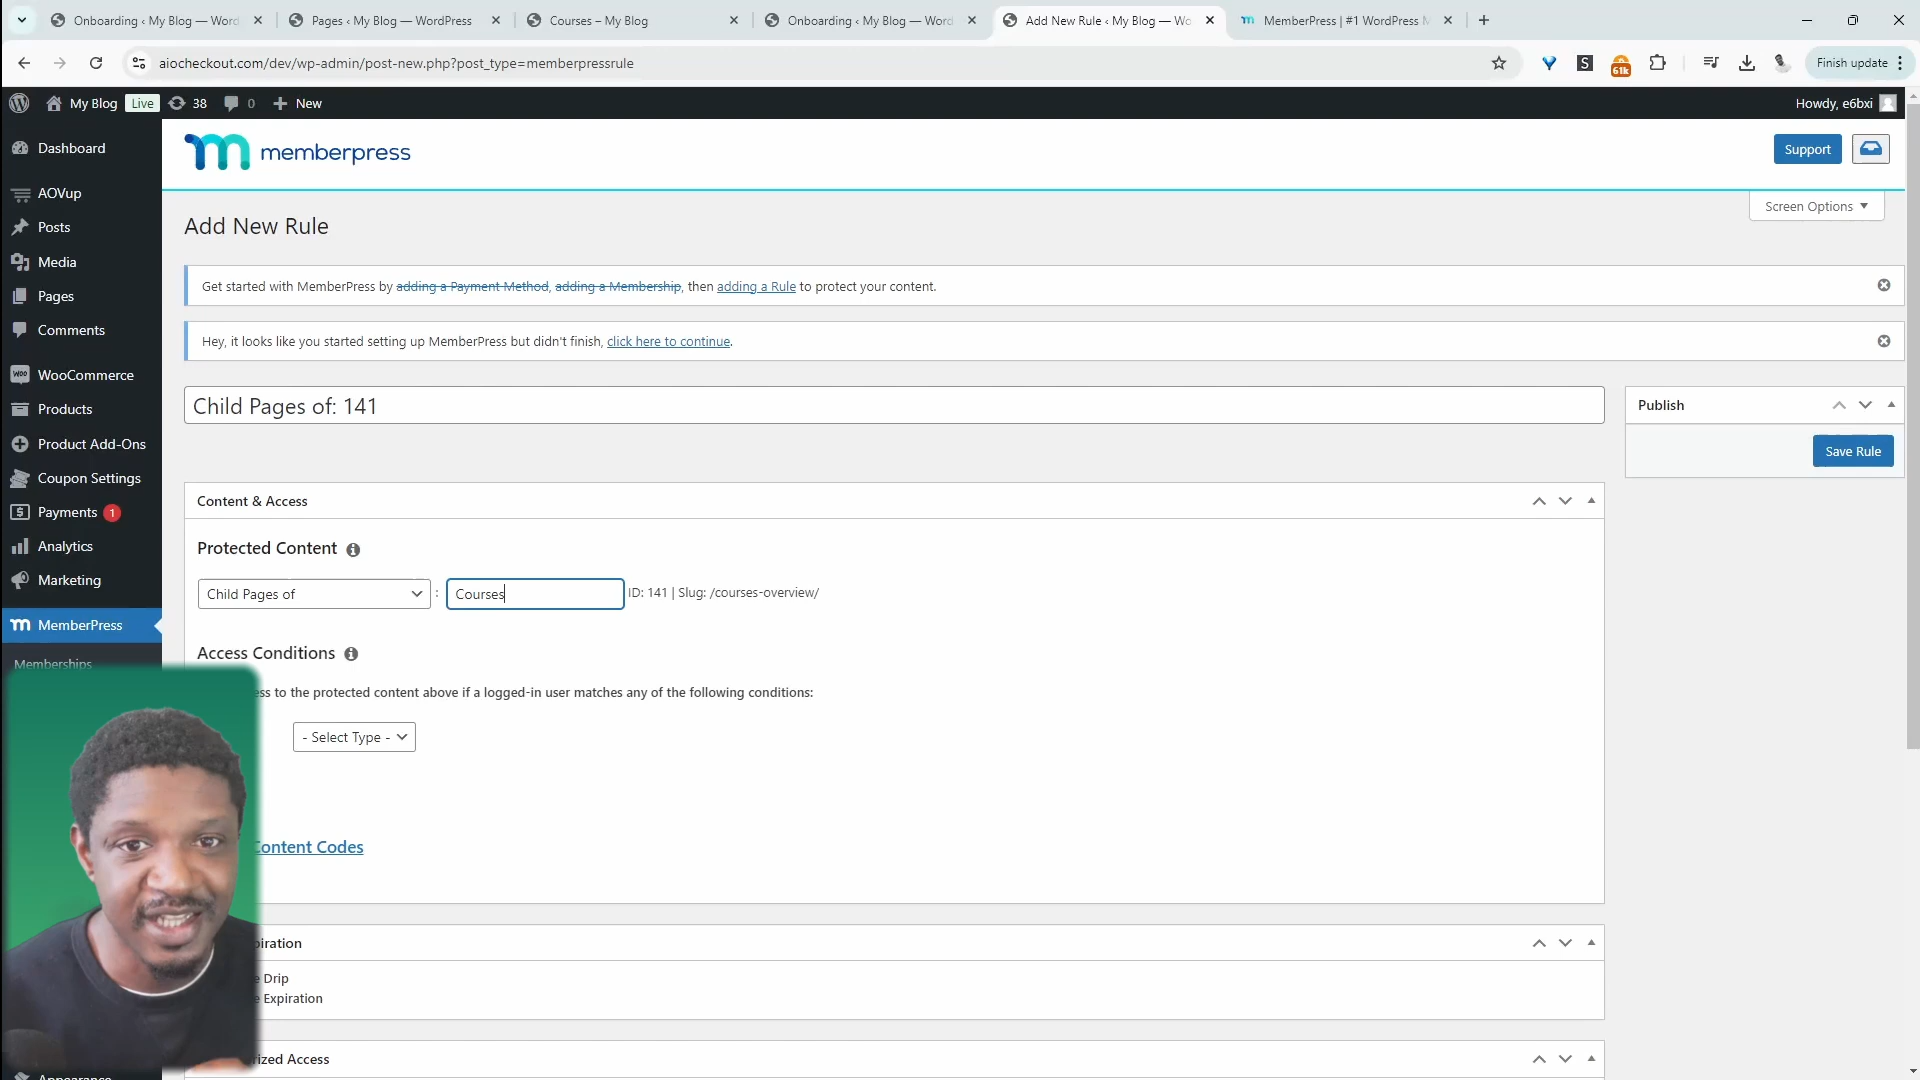 Onboarding ‹ My Blog — Word
Pages ‹ My Blog — WordPress
Courses – My Blog
Onboarding ‹ My Blog — Word
Add New Rule ‹ My Blog — Wo
MemberPress | #1 WordPress M
aiocheckout.com/dev/wp-admin/post-new.php?post_type=memberpressrule
S
61k
Finish update
My Blog
Live
38
0
New
Howdy, e6bxi
Dashboard
AOVup
Posts
Media
Pages
Comments
WooCommerce
Products
Product Add-Ons
Coupon Settings
Payments 1
Analytics
Marketing
MemberPress
Memberships
Appearance
memberpress
Support
Screen Options
Add New Rule
Get started with MemberPress by adding a Payment Method, adding a Membership, then adding a Rule to protect your content.
Hey, it looks like you started setting up MemberPress but didn't finish, click here to continue.
Child Pages of: 141
Publish
Save Rule
Content & Access
Protected Content
Child Pages of : Courses ID: 141 | Slug: /courses-overview/
Access Conditions
to the protected content above if a logged-in user matches any of the following conditions:
- Select Type -
Content Codes
Drip
Expiration
Access